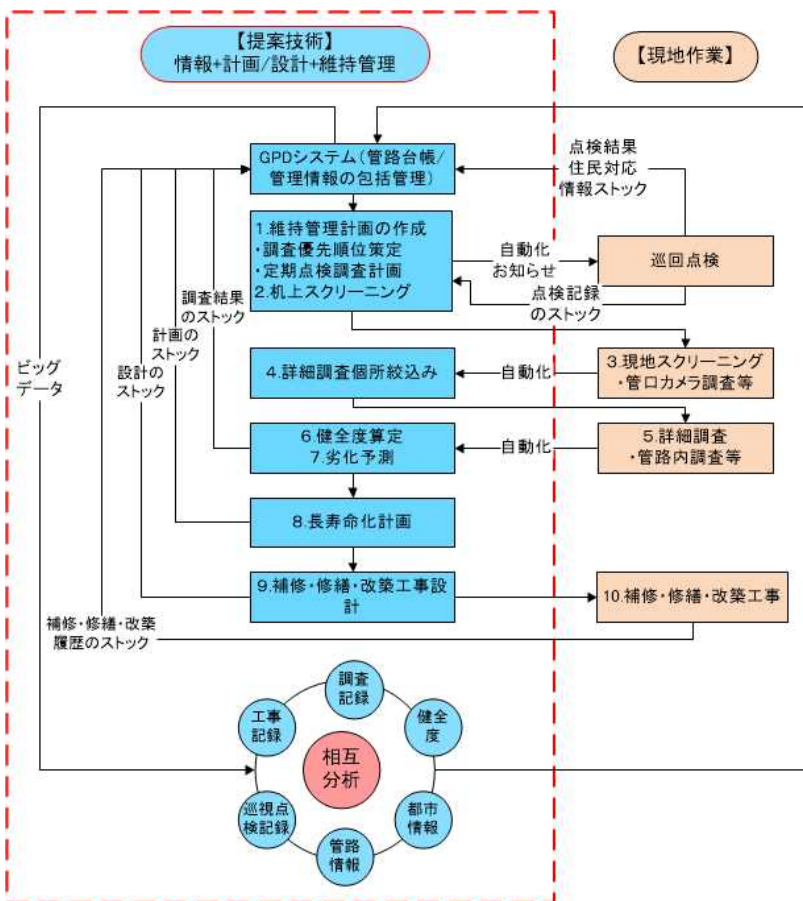 【提案技術】
情報+計画/設計+維持管理
【現地作業】
GPDシステム(管路台帳/
管理情報の包括管理)
点検結果
住民対応
情報ストック
1.維持管理計画の作成
・調査優先順位策定
・定期点検調査計画
2.机上スクリーニング
自動化
お知らせ
巡回点検
点検記録
のストック
調査結果
のストック
計画の
ストック
設計の
ストック
ビッグ
データ
4.詳細調査個所絞込み
自動化
3.現地スクリーニング
・管口カメラ調査等
6.健全度算定
7.劣化予測
自動化
5.詳細調査
・管路内調査等
8.長寿命化計画
9.補修・修繕・改築工事設
計
10.補修・修繕・改築工事
補修・修繕・改築
履歴のストック
調査
記録
工事
記録
健全
度
相互
分析
巡視点
検記録
都市
情報
管路
情報